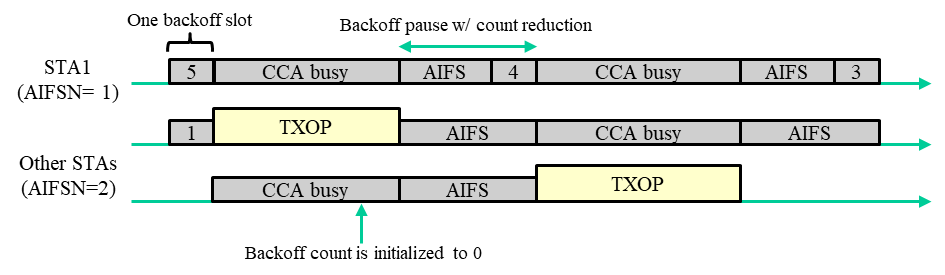 One backoff slot
Backoff pause w/ count reduction
STA1
(AIFSN= 1)
5 CCA busy AIFS 4 CCA busy AIFS 3
1 TXOP AIFS CCA busy AIFS
Other STAs
(AIFSN=2)
CCA busy AIFS TXOP
Backoff count is initialized to 0